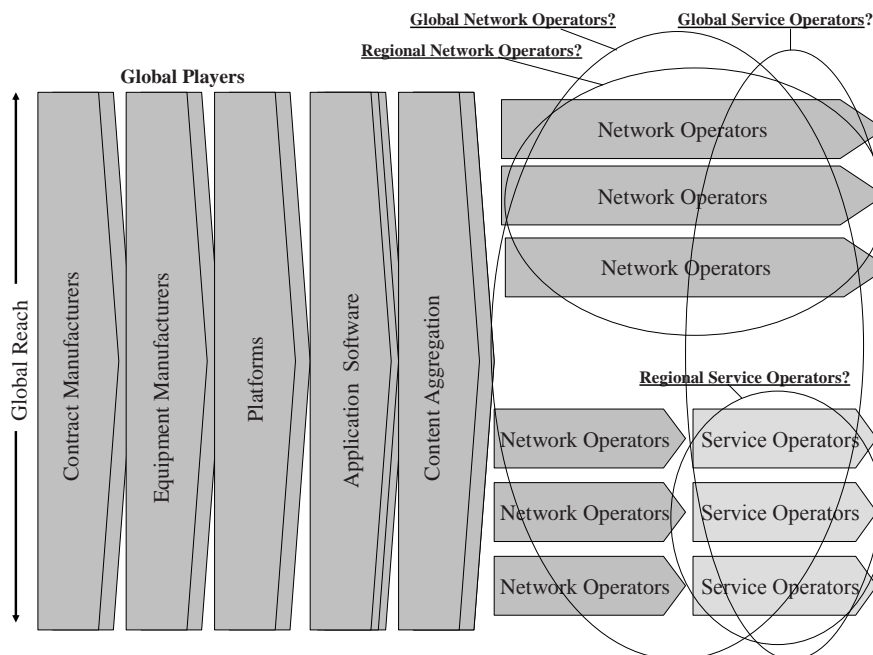 Global Network Operators?
Global Service Operators?
Regional Network Operators?
Global Players
Global Reach
Contract Manufacturers
Equipment Manufacturers
Platforms
Application Software
Content Aggregation
Network Operators
Network Operators
Network Operators
Regional Service Operators?
Network Operators
Service Operators
Network Operators
Service Operators
Network Operators
Service Operators